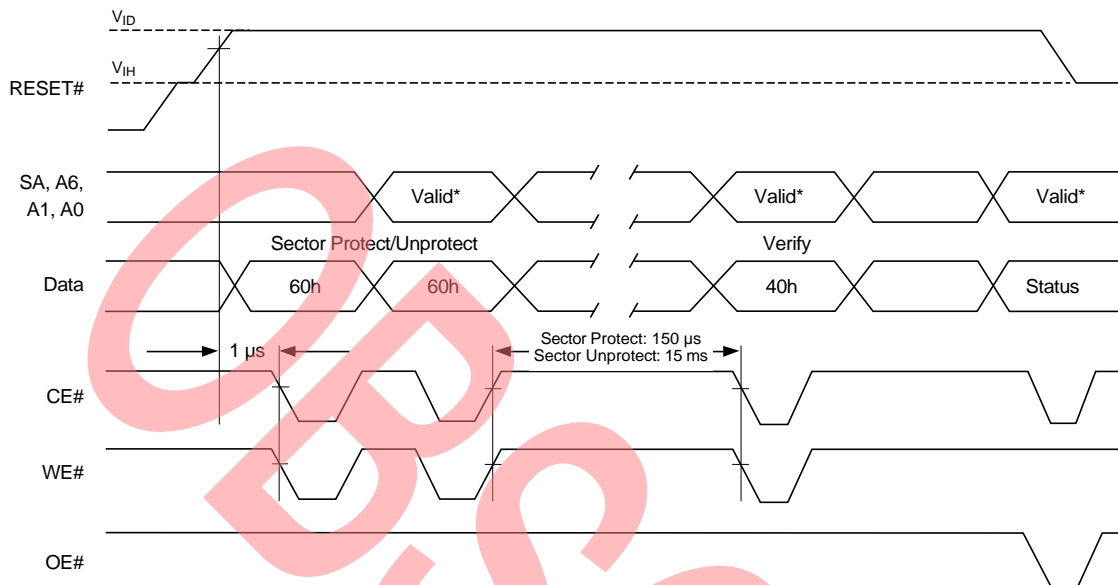 VID
VIH
RESET#
SA, A6,
A1, A0
Valid* Valid* Valid*
Sector Protect/Unprotect Verify
Data 60h 60h 40h Status
1 µs
Sector Protect: 150 µs
Sector Unprotect: 15 ms
CE#
WE#
OE#